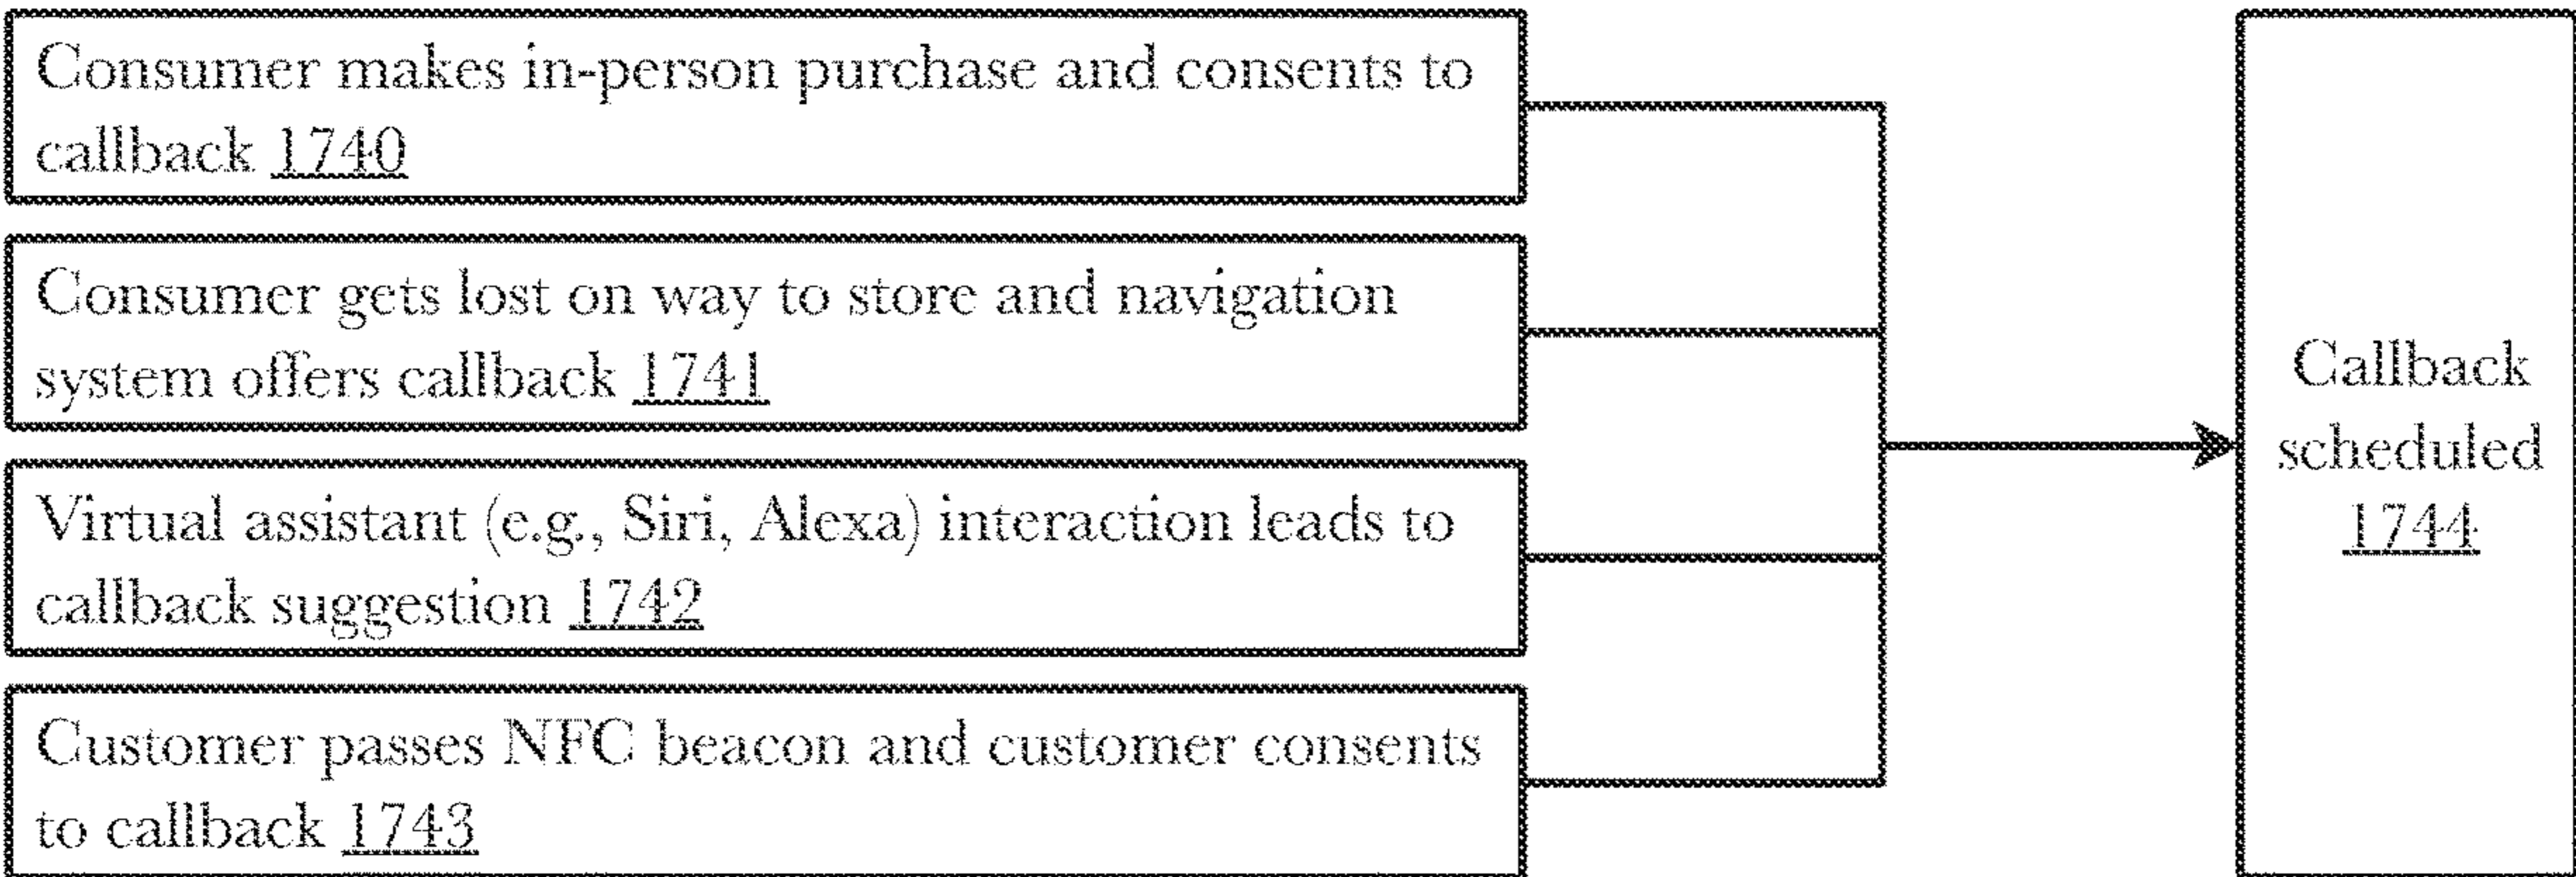 Consumer makes in-person purchase and consents to
callback 1740
Consumer gets lost on way to store and navigation
system offers callback 1741
Virtual assistant (e.g., Siri, Alexa) interaction leads to
callback suggestion 1742
Customer passes NFC beacon and customer consents
to callback 1743
Callback
scheduled
1744